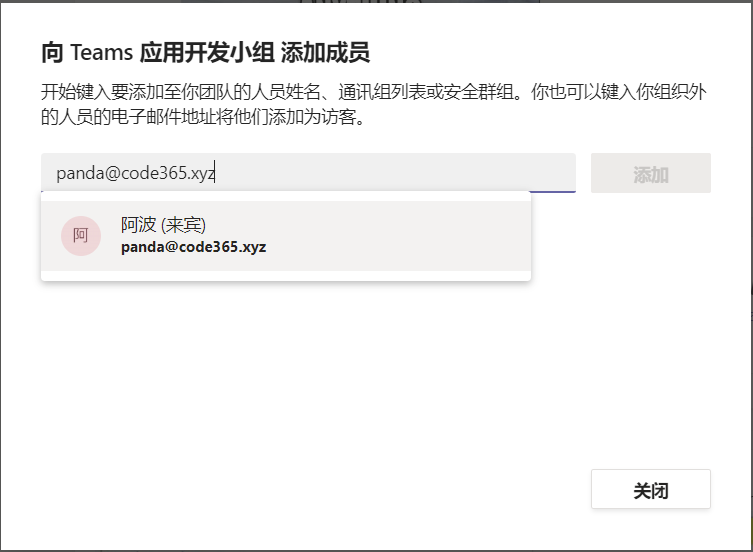 向 Teams 应用开发小组 添加成员
开始键入要添加至你团队的人员姓名、通讯组列表或安全群组。你也可以键入你组织外
的人员的电子邮件地址将他们添加为访客。
panda@code365.xyz
添加
阿
阿波 (来宾)
panda@code365.xyz
关闭